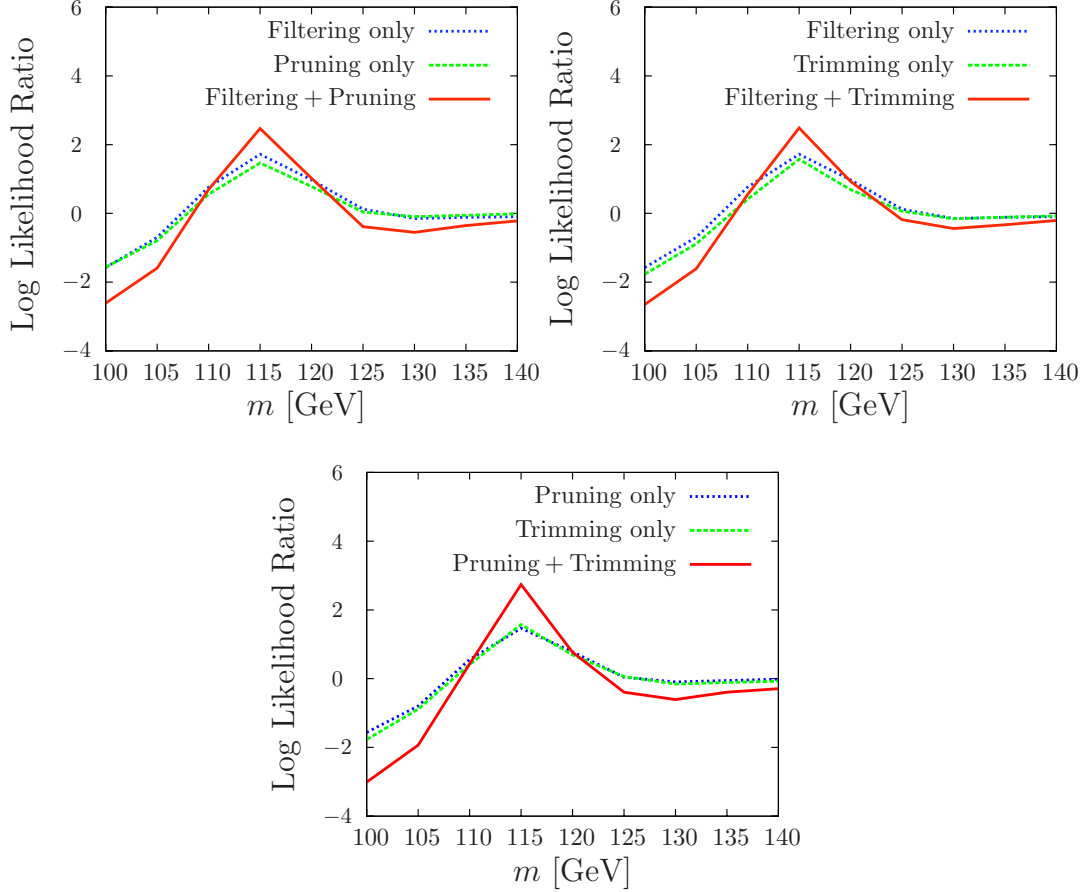 Log Likelihood Ratio
6
4
2
0
−2
−4
Filtering only
Pruning only
Filtering + Pruning
100 105 110 115 120 125 130 135 140
m [GeV]
Log Likelihood Ratio
6
4
2
0
−2
−4
Filtering only
Trimming only
Filtering + Trimming
100 105 110 115 120 125 130 135 140
m [GeV]
Log Likelihood Ratio
6
4
2
0
−2
−4
Pruning only
Trimming only
Pruning + Trimming
100 105 110 115 120 125 130 135 140
m [GeV]